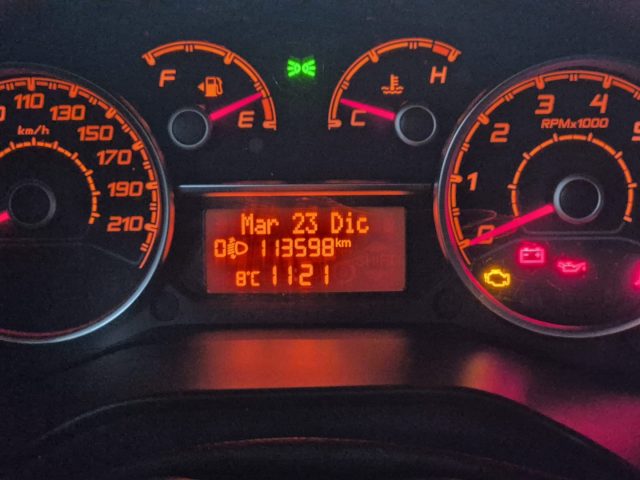 F E
C H
110 130 150 170 190 210
km/h
0 1 2 3 4
RPMx1000
Mar 23 Dic
0 113598km
8°C 11:21
SHIFT